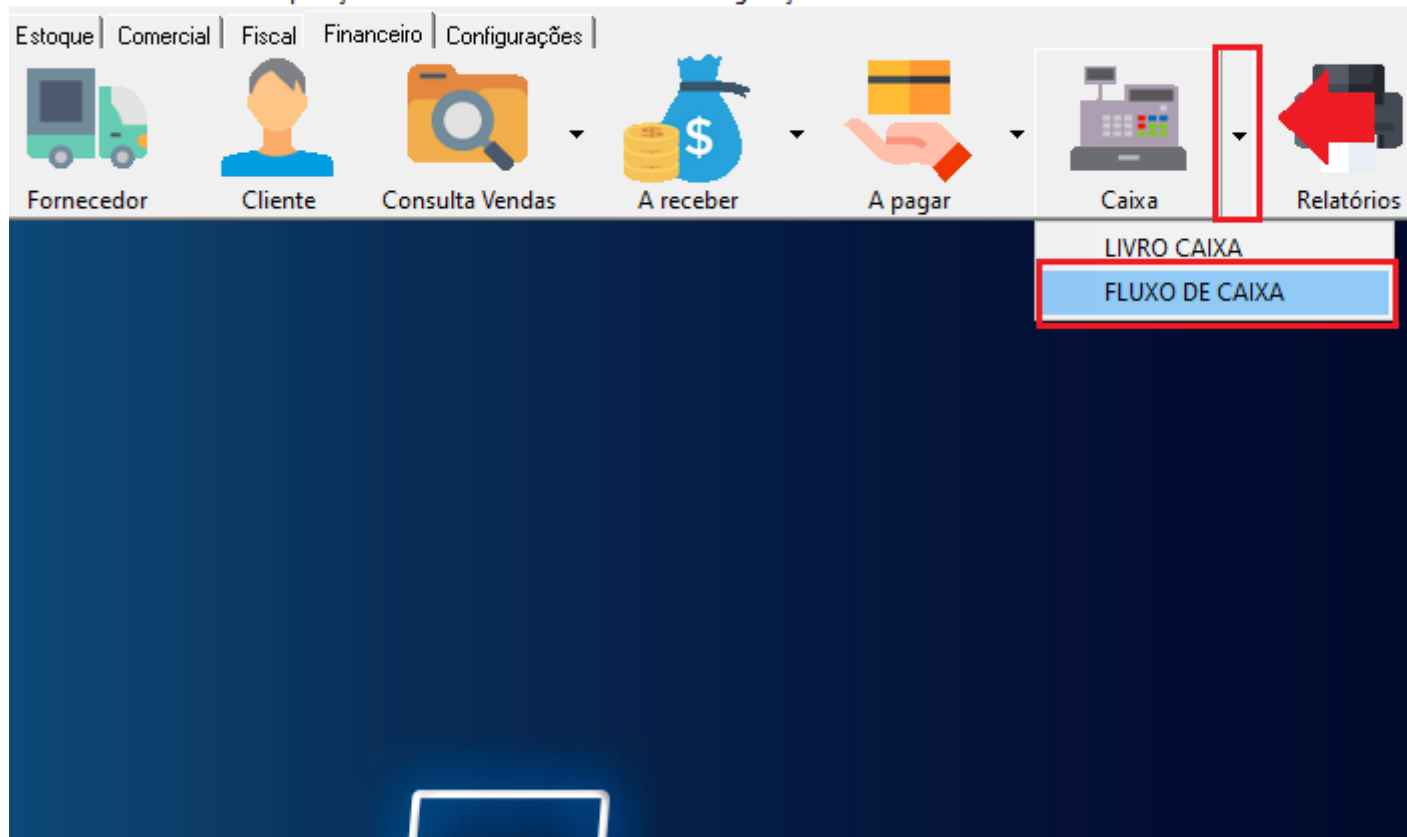 Estoque Comercial Fiscal Financeiro Configurações
Fornecedor Cliente Consulta Vendas A receber A pagar Caixa Relatórios
LIVRO CAIXA
FLUXO DE CAIXA